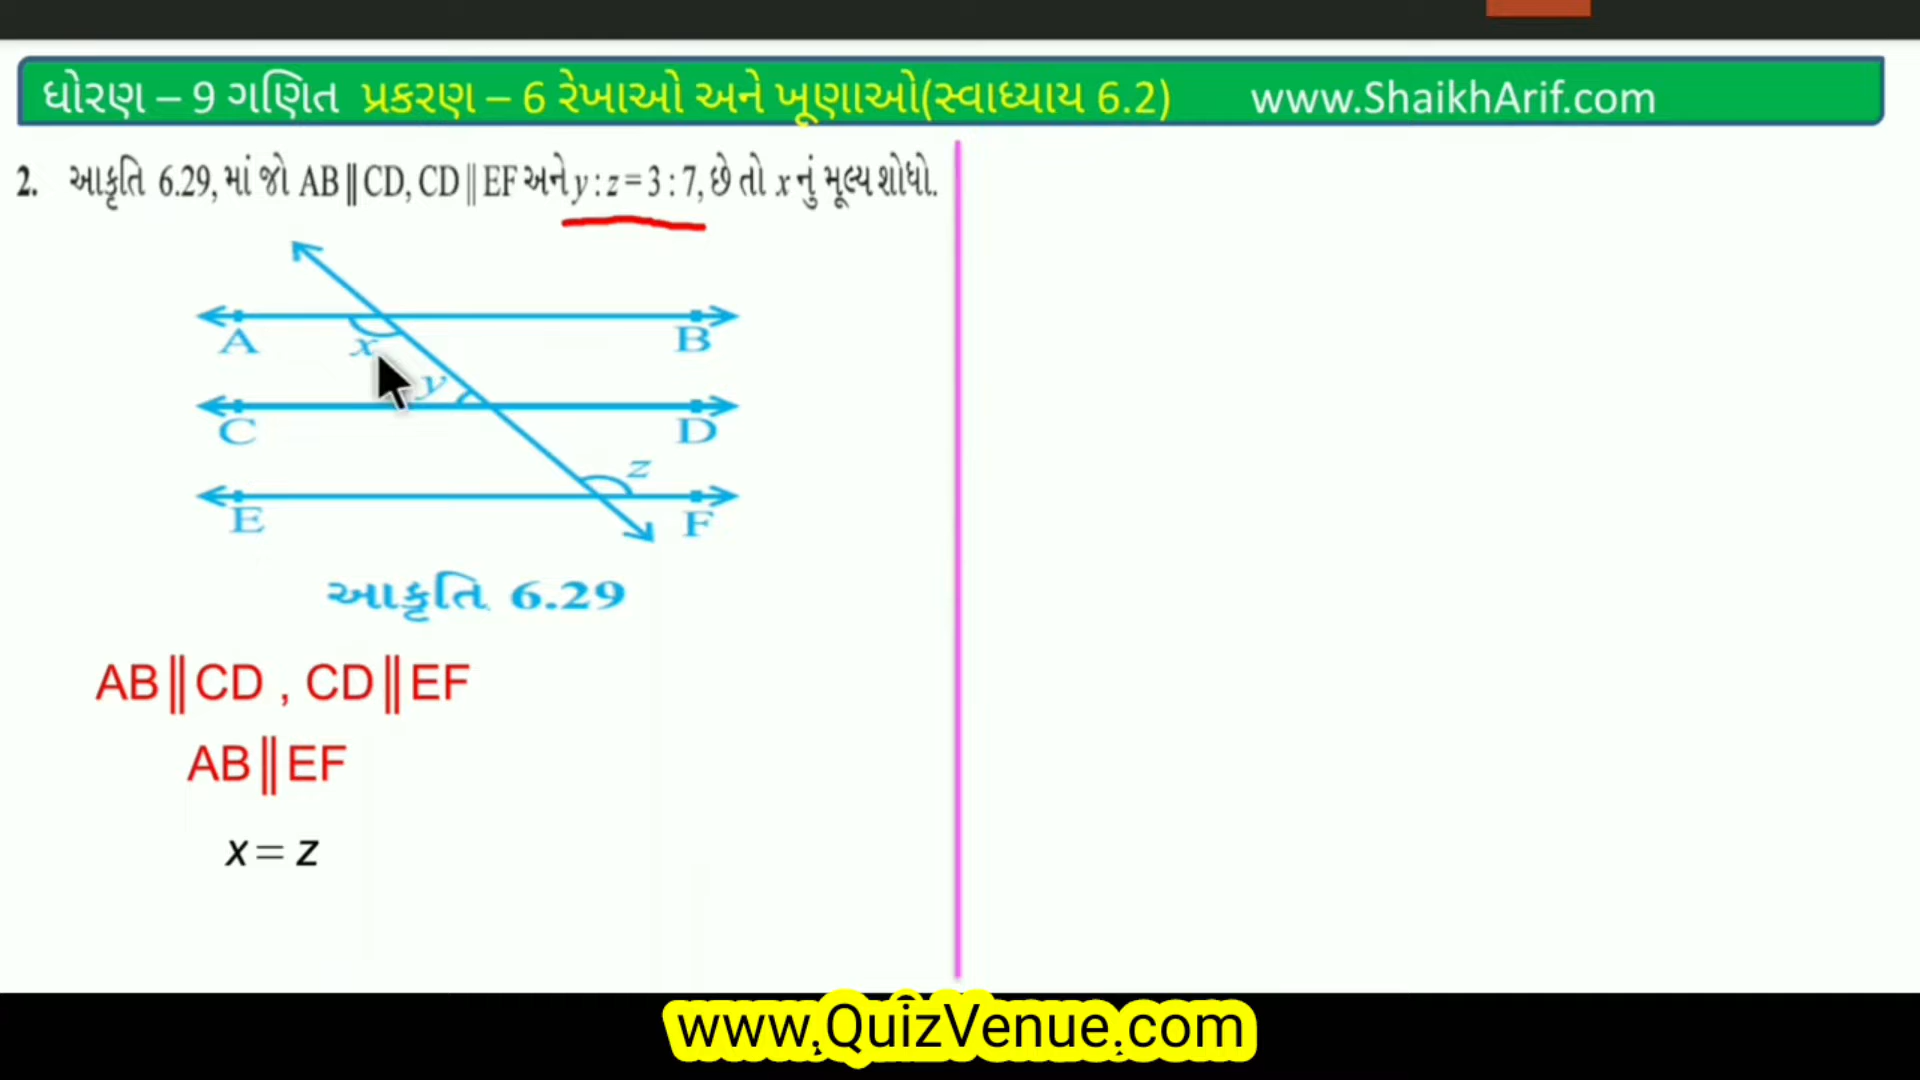 ધોરણ – 9 ગણિત પ્રકરણ – 6 રેખાઓ અને ખૂણાઓ(સ્વાધ્યાય 6.2) www.ShaikhArif.com
2. આકૃતિ 6.29, માં જો AB || CD, CD || EF અને y : z = 3 : 7, છે તો x નું મૂલ્ય શોધો.
A B
x
y
C D
z
E F
આકૃતિ 6.29
AB||CD , CD||EF
AB||EF
x = z
www.QuizVenue.com